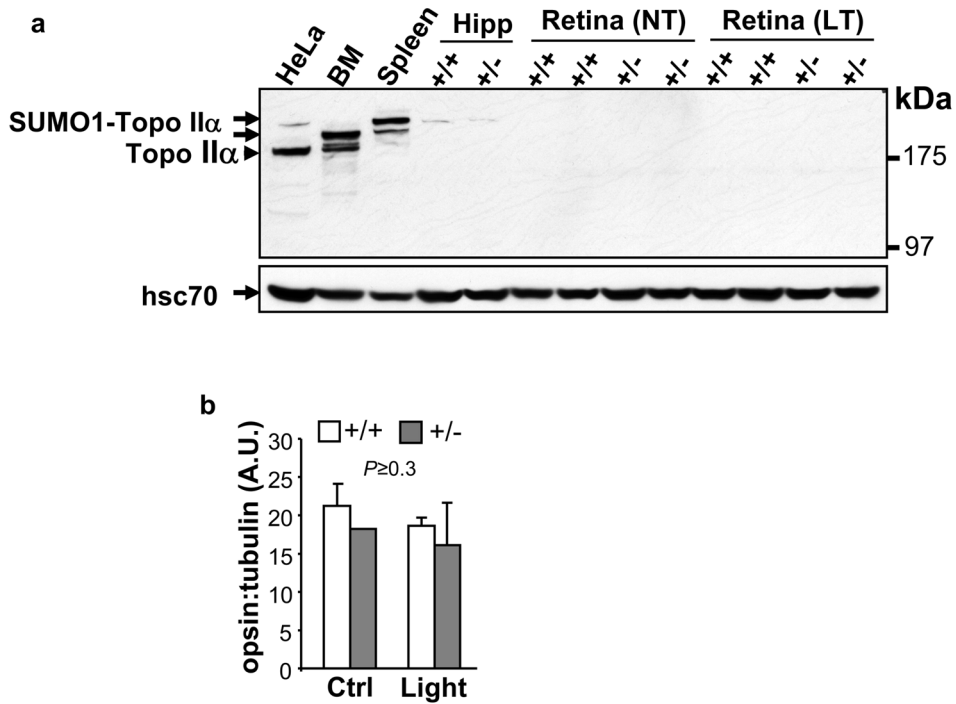 a
HeLa
BM
Spleen
Hipp
Retina (NT)
Retina (LT)
+/+
+/-
+/+
+/+
+/-
+/-
+/+
+/+
+/-
+/-
kDa
SUMO1-Topo IIα
Topo IIα
175
97
hsc70
b
+/+
+/-
P≥0.3
opsin:tubulin (A.U.)
30
25
20
15
10
5
0
Ctrl
Light